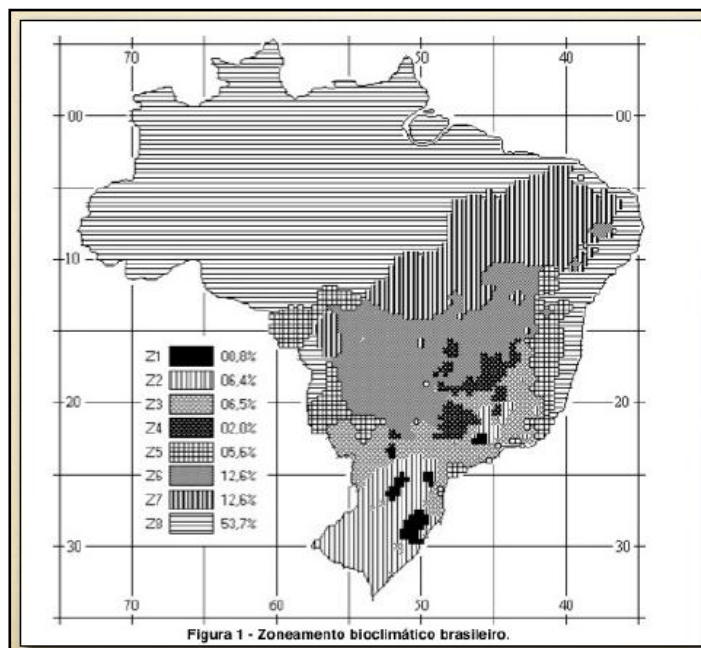 70 50 40
00 00
10 10
Z1 00,8%
Z2 06,4%
Z3 06,5%
Z4 02,0%
Z5 05,6%
Z6 12,6%
Z7 12,6%
Z8 53,7%
20 20
30 30
70 60 50 40
Figura 1 - Zoneamento bioclimático brasileiro.